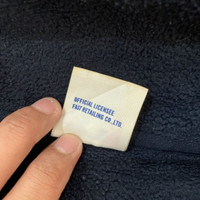 OFFICIAL LICENSEE
FAST RETAILING CO.,LTD.